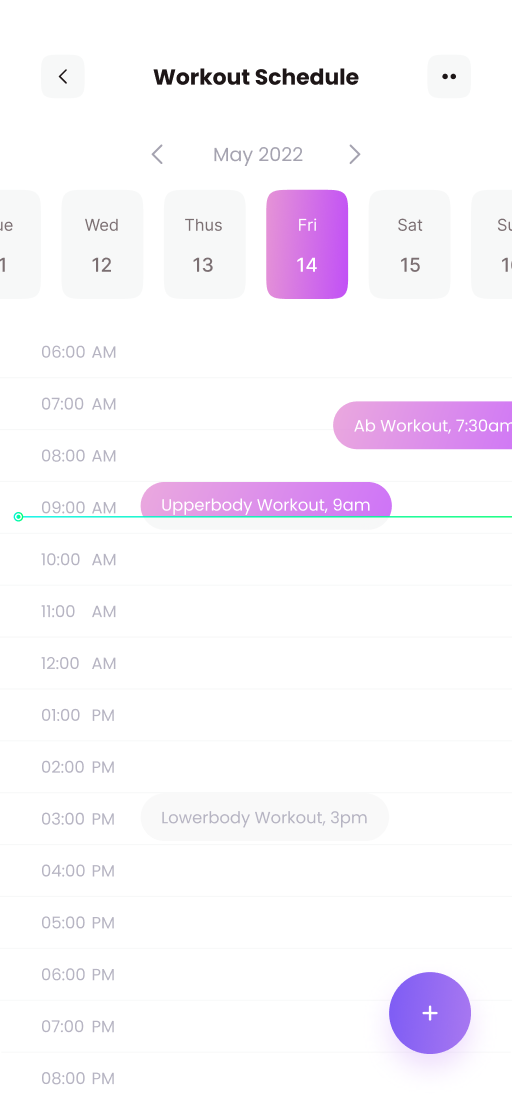 Workout Schedule
May 2022
ue Wed Thus Fri Sat Su
1 12 13 14 15 1
06:00 AM
07:00 AM
Ab Workout, 7:30am
08:00 AM
09:00 AM Upperbody Workout, 9am
10:00 AM
11:00 AM
12:00 AM
01:00 PM
02:00 PM
03:00 PM Lowerbody Workout, 3pm
04:00 PM
05:00 PM
06:00 PM
07:00 PM
08:00 PM